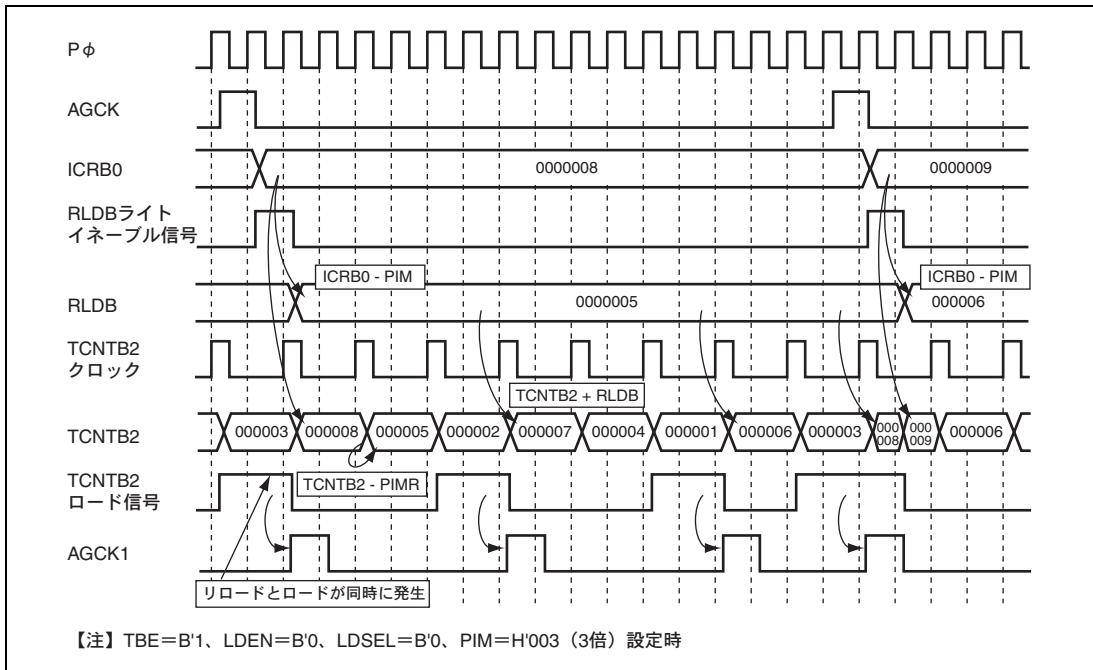 Pφ
AGCK
ICRB0
0000008
0000009
RLDBライト
イネーブル信号
ICRB0 - PIM
ICRB0 - PIM
RLDB
0000005
000006
TCNTB2
クロック
TCNTB2 + RLDB
TCNTB2
000003
000008
000005
000002
000007
000004
000001
000006
000003
000
008
000
009
000006
TCNTB2 - PIMR
TCNTB2
ロード信号
AGCK1
リロードとロードが同時に発生
【注】TBE＝B'1、LDEN＝B'0、LDSEL＝B'0、PIM＝H'003（3倍）設定時